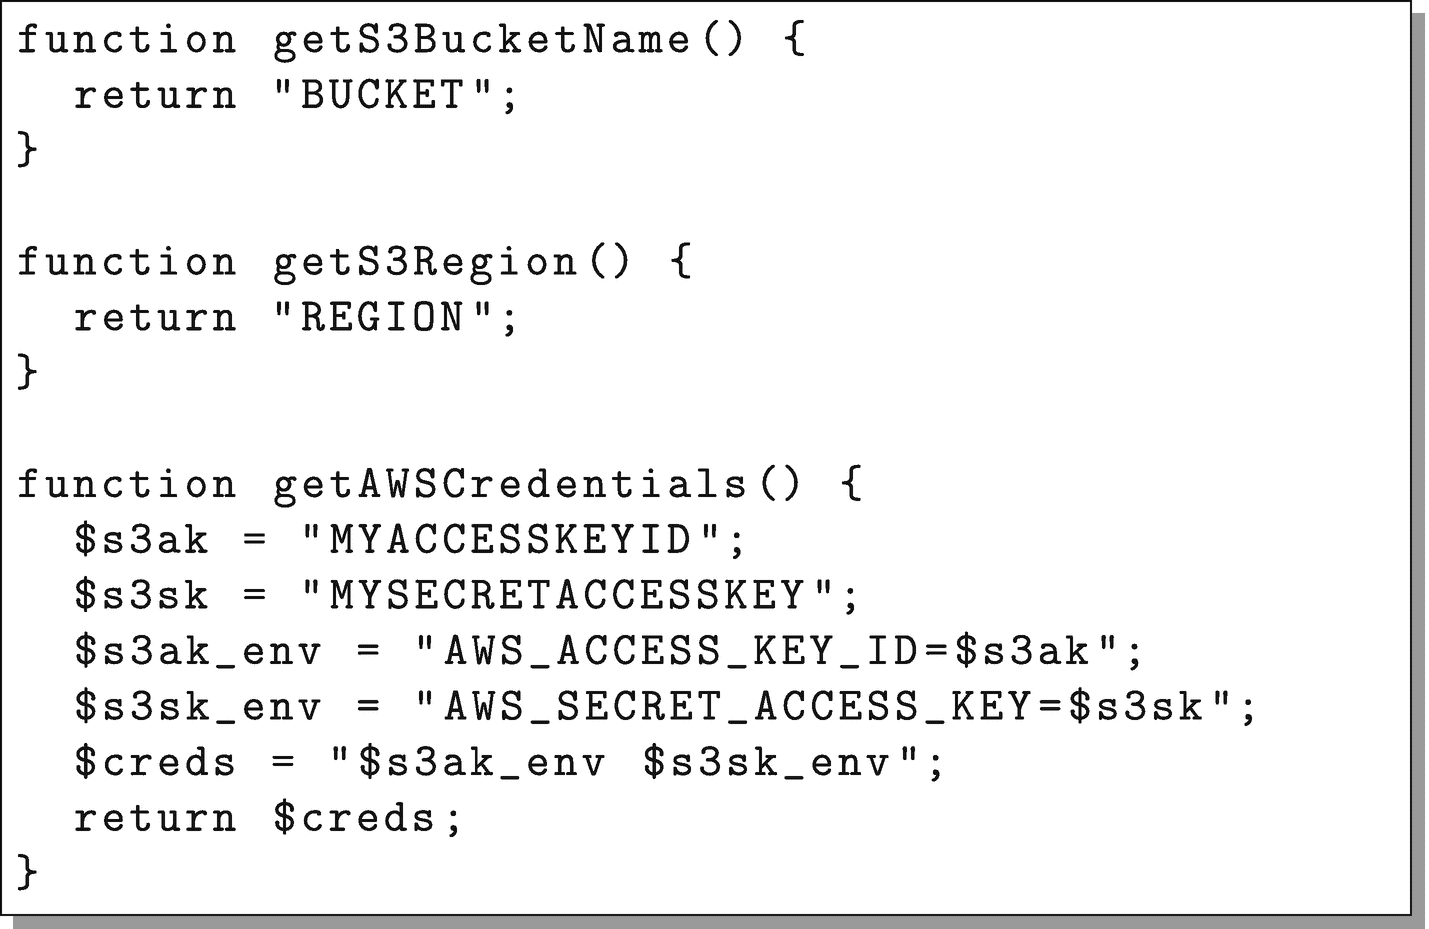 function getS3BucketName() {
  return "BUCKET";
}

function getS3Region() {
  return "REGION";
}

function getAWSCredentials() {
  $s3ak = "MYACCESSKEYID";
  $s3sk = "MYSECRETACCESSKEY";
  $s3ak_env = "AWS_ACCESS_KEY_ID=$s3ak";
  $s3sk_env = "AWS_SECRET_ACCESS_KEY=$s3sk";
  $creds = "$s3ak_env $s3sk_env";
  return $creds;
}